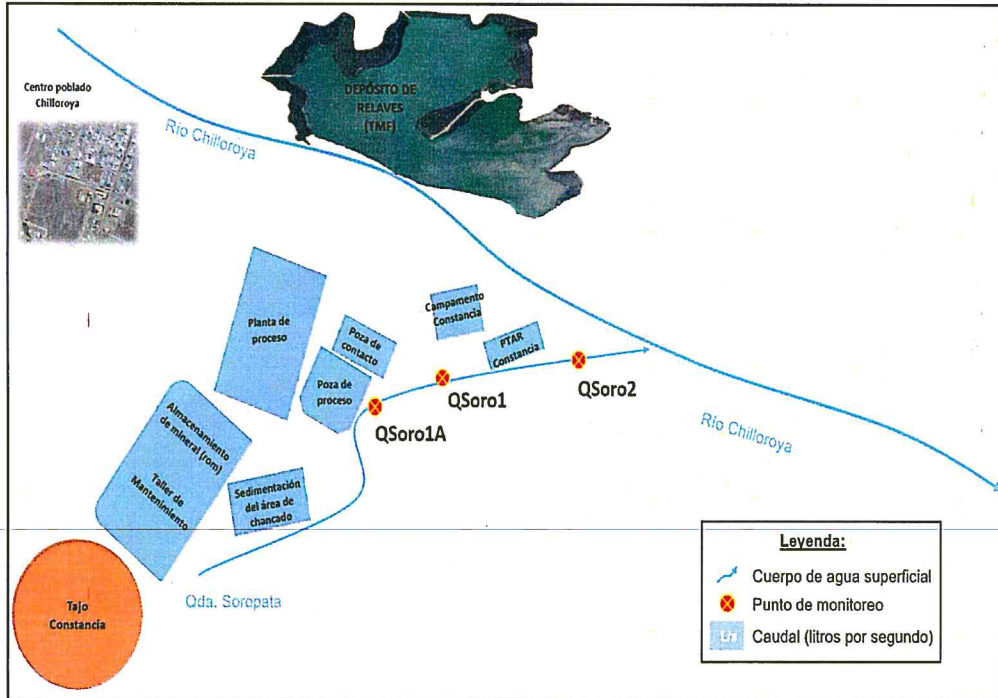 Centro poblado
Chilloroya
DEPÓSITO DE
RELAVES
(TMF)
Río Chilloroya
Planta de
proceso
Poza de
contacto
Poza de
proceso
Campamento
Constancia
PTAR
Constancia
QSoro1A
QSoro1
QSoro2
Río Chilloroya
Almacenamiento
de mineral (rom)
Taller de
Mantenimiento
Sedimentación
del área de
chancado
Tajo
Constancia
Qda. Soropata
Leyenda:
Cuerpo de agua superficial
Punto de monitoreo
L/s
Caudal (litros por segundo)